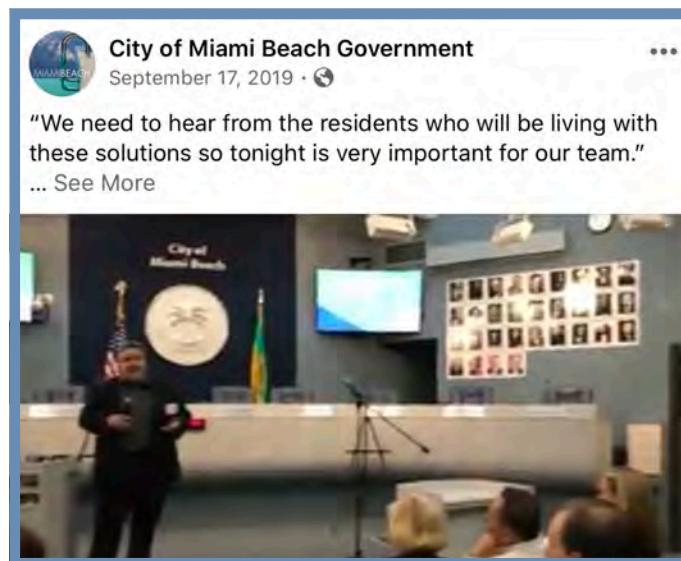 City of Miami Beach Government
MIAMIBEACH
September 17, 2019 ·
“We need to hear from the residents who will be living with
these solutions so tonight is very important for our team.”
... See More
City of
Miami Beach